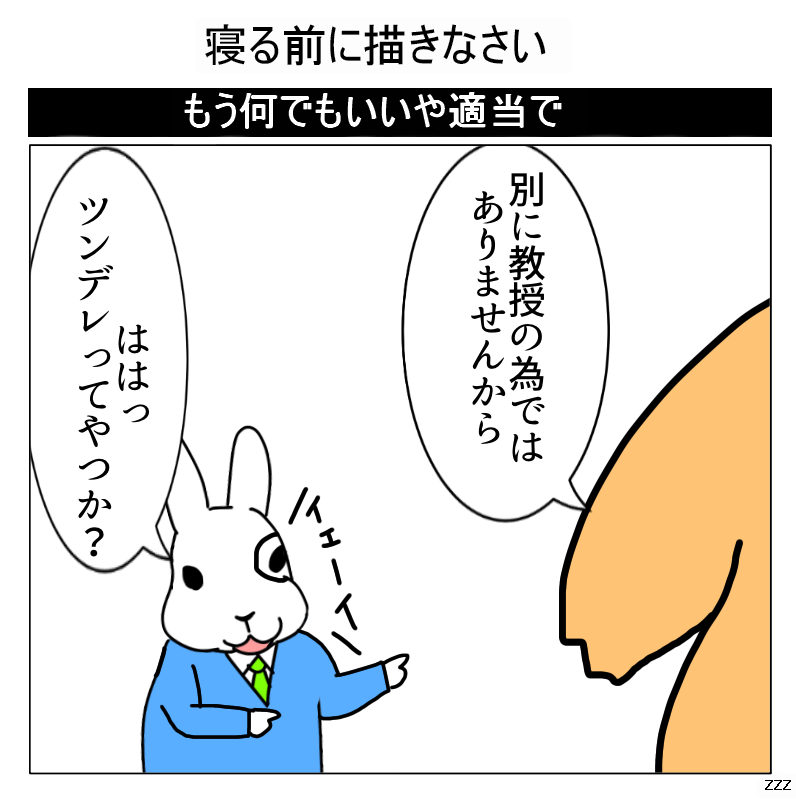 寝る前に描きなさい
もう何でもいいや適当で
別に教授の為では
ありませんから
ははっ
ツンデレってやつか？
イェーイ
zzz